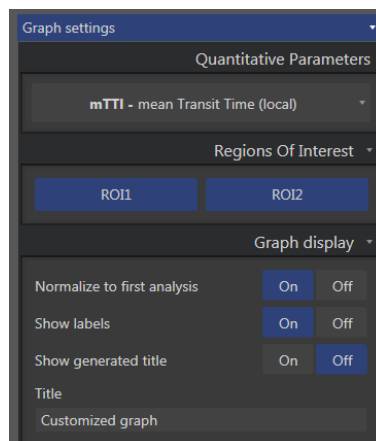 Graph settings
Quantitative Parameters
mTTI - mean Transit Time (local)
Regions Of Interest
ROI1 ROI2
Graph display
Normalize to first analysis On Off
Show labels On Off
Show generated title On Off
Title
Customized graph